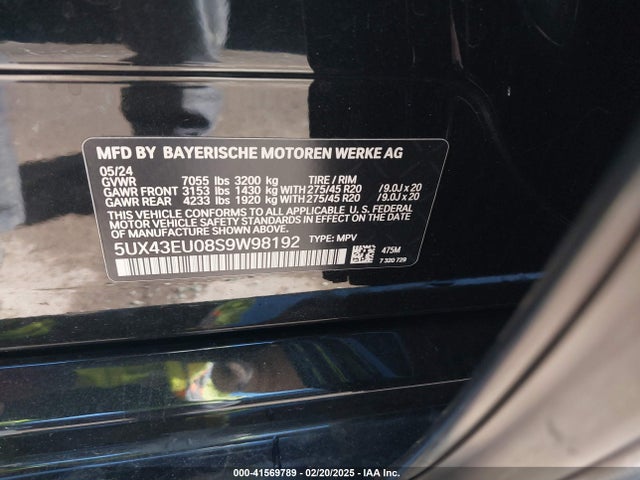 MFD BY BAYERISCHE MOTOREN WERKE AG
05/24
GVWR 7055 lbs 3200 kg TIRE / RIM
GAWR FRONT 3153 lbs 1430 kg WITH 275/45 R20 /9.0J x 20
GAWR REAR 4233 lbs 1920 kg WITH 275/45 R20 /9.0J x 20
THIS VEHICLE CONFORMS TO ALL APPLICABLE U. S. FEDERAL
MOTOR VEHICLE SAFETY STANDARDS IN EFFECT ON THE
DATE OF MANUFACTURE SHOWN ABOVE.
5UX43EU08S9W98192 TYPE: MPV
475M
7 320 729
000-41569789 - 02/20/2025 - IAA Inc.